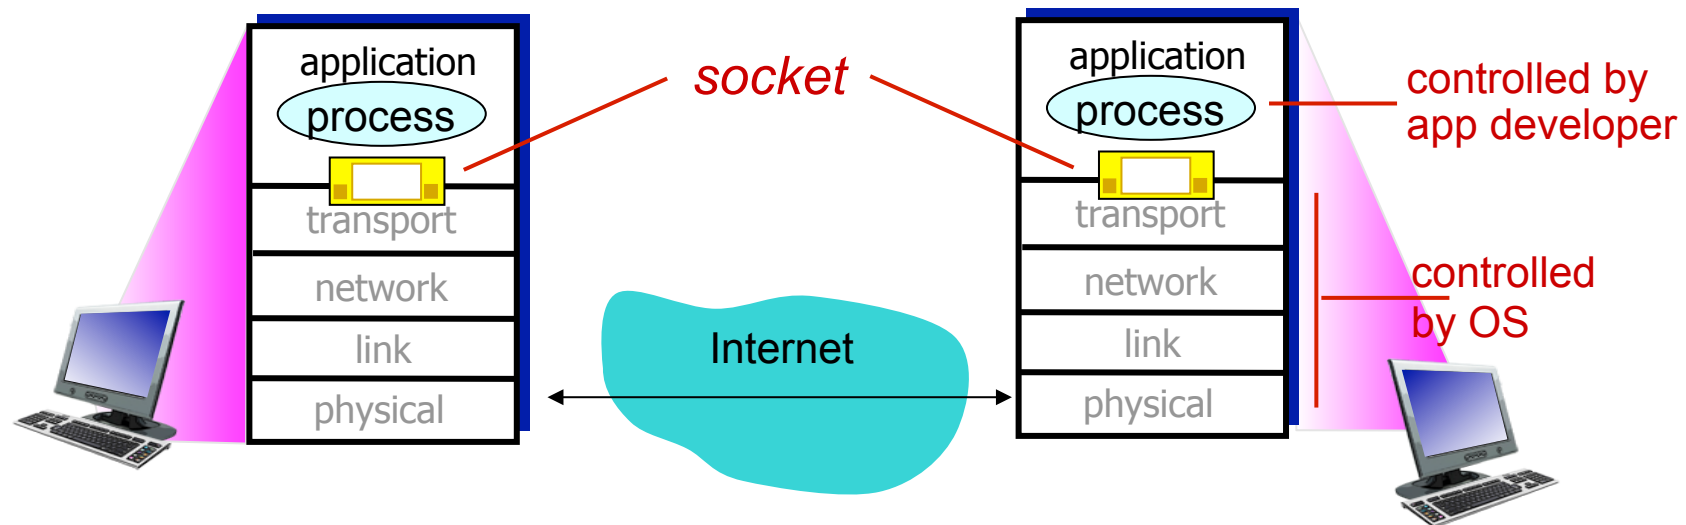 application
process
transport
network
link
physical
socket
Internet
application
process
transport
network
link
physical
controlled by
app developer
controlled
by OS